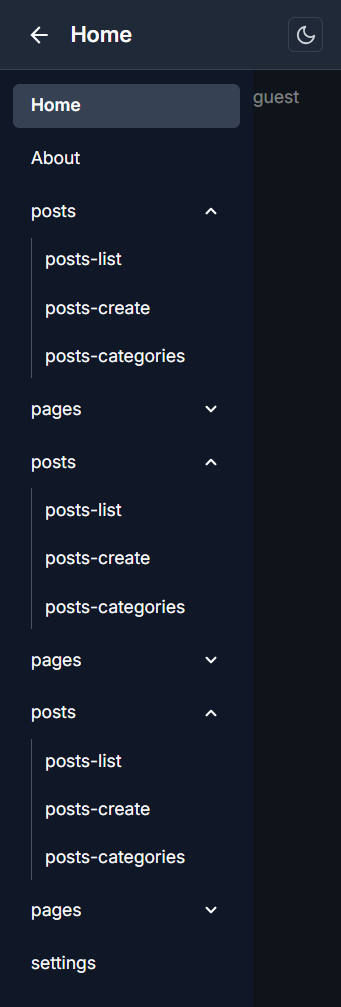 Home
Home
guest
About
posts
posts-list
posts-create
posts-categories
pages
posts
posts-list
posts-create
posts-categories
pages
posts
posts-list
posts-create
posts-categories
pages
settings